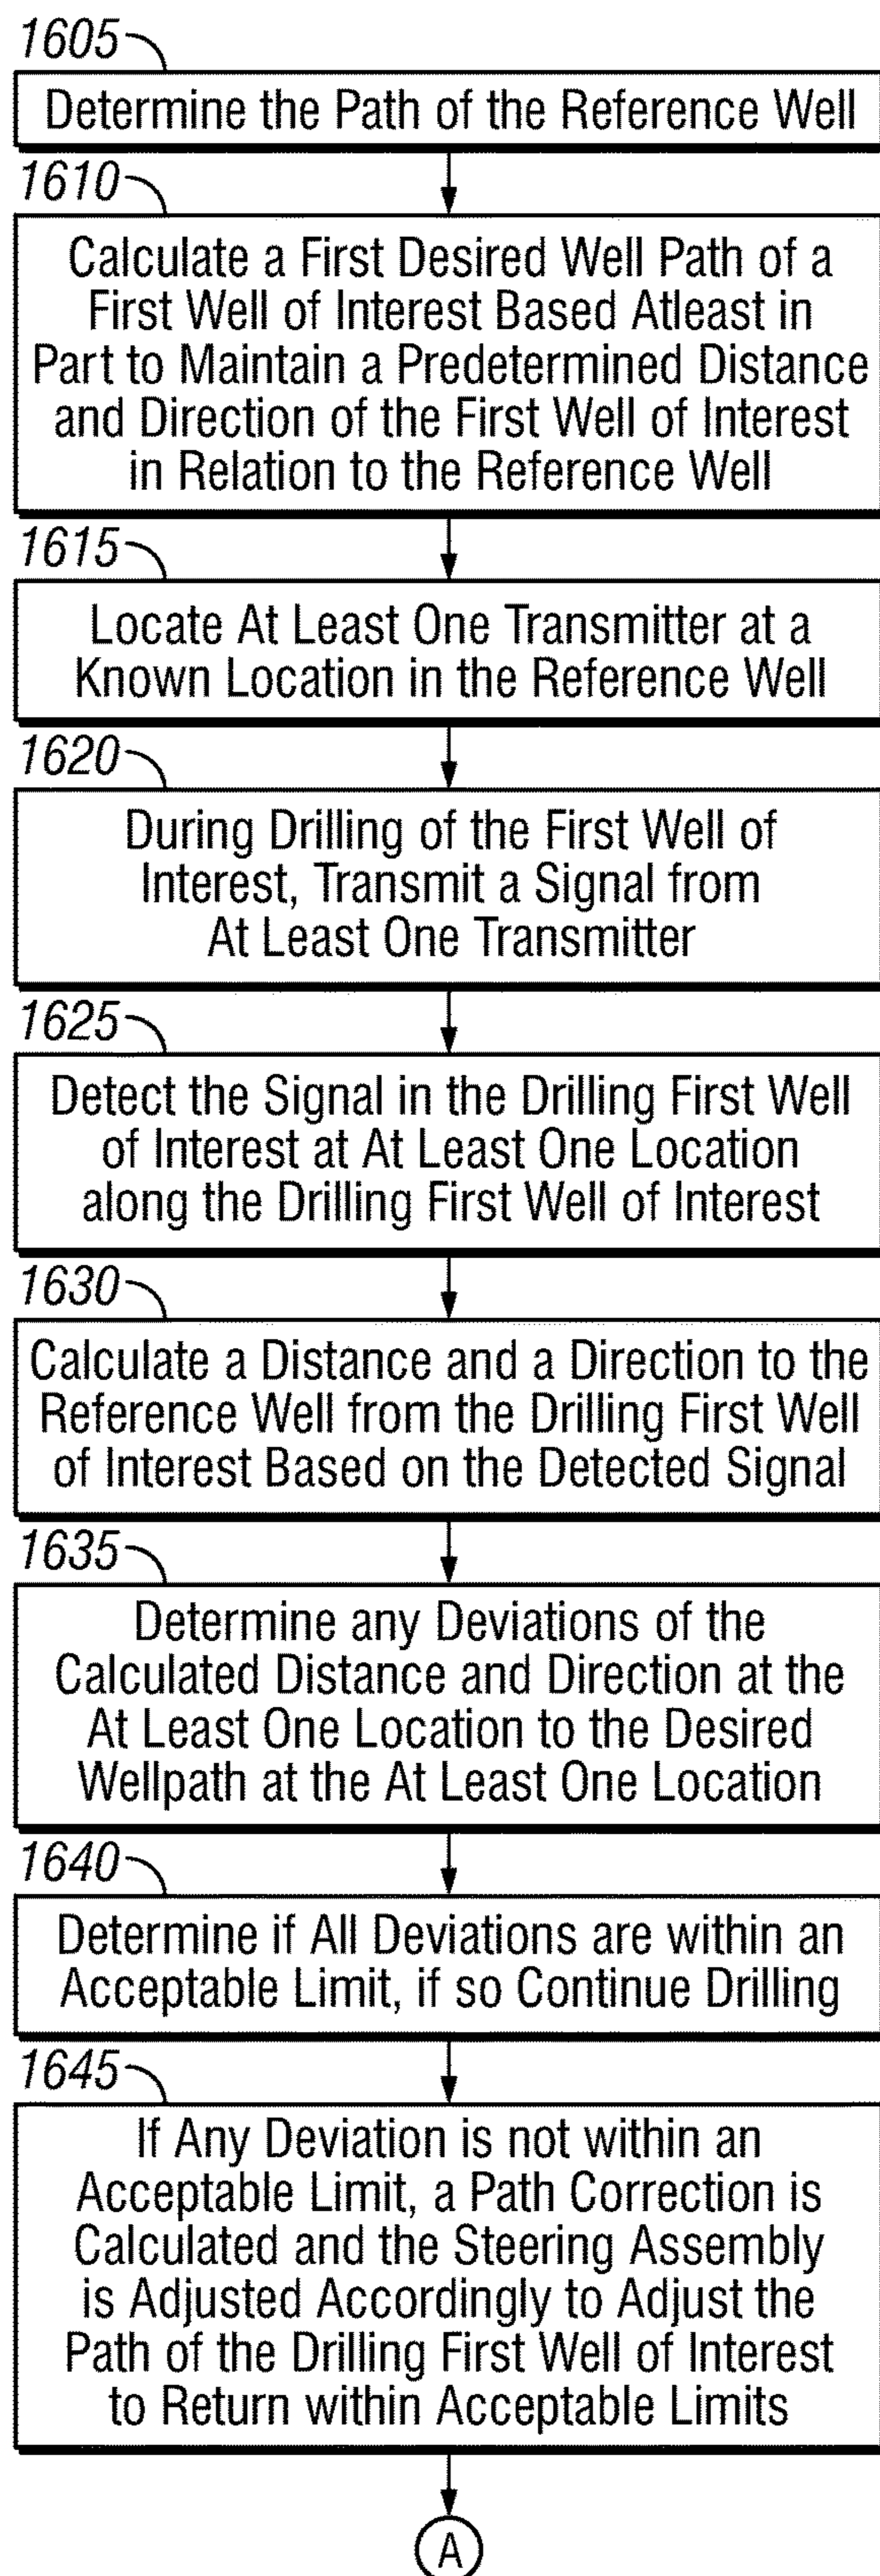 1605
Determine the Path of the Reference Well
1610
Calculate a First Desired Well Path of a
First Well of Interest Based Atleast in
Part to Maintain a Predetermined Distance
and Direction of the First Well of Interest
in Relation to the Reference Well
1615
Locate At Least One Transmitter at a
Known Location in the Reference Well
1620
During Drilling of the First Well of
Interest, Transmit a Signal from
At Least One Transmitter
1625
Detect the Signal in the Drilling First Well
of Interest at At Least One Location
along the Drilling First Well of Interest
1630
Calculate a Distance and a Direction to the
Reference Well from the Drilling First Well
of Interest Based on the Detected Signal
1635
Determine any Deviations of the
Calculated Distance and Direction at the
At Least One Location to the Desired
Wellpath at the At Least One Location
1640
Determine if All Deviations are within an
Acceptable Limit, if so Continue Drilling
1645
If Any Deviation is not within an
Acceptable Limit, a Path Correction is
Calculated and the Steering Assembly
is Adjusted Accordingly to Adjust the
Path of the Drilling First Well of Interest
to Return within Acceptable Limits
A